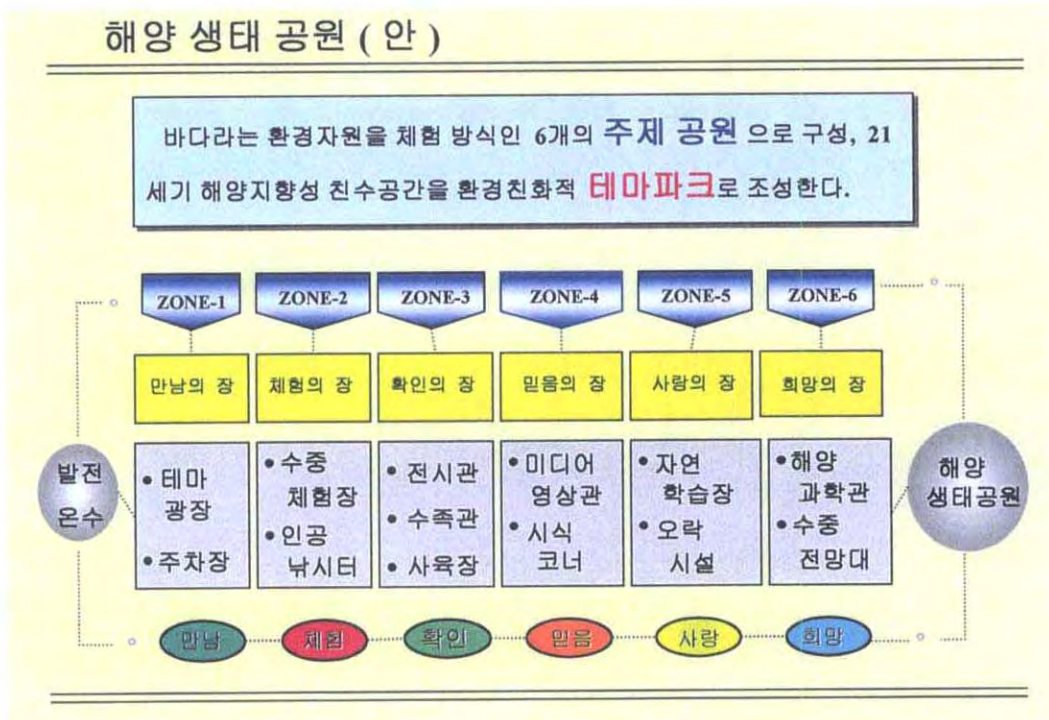 해양 생태 공원 ( 안 )
바다라는 환경자원을 체험 방식인 6개의 주제 공원 으로 구성, 21
세기 해양지향성 친수공간을 환경친화적 테마파크로 조성한다.
ZONE-1 ZONE-2 ZONE-3 ZONE-4 ZONE-5 ZONE-6
만남의 장 체험의 장 확인의 장 믿음의 장 사랑의 장 희망의 장
발전
온수
• 테마
광장
• 주차장
• 수중
체험장
• 인공
낚시터
• 전시관
• 수족관
• 사육장
• 미디어
영상관
• 시식
코너
• 자연
학습장
• 오락
시설
• 해양
과학관
• 수중
전망대
해양
생태공원
만남 체험 확인 믿음 사랑 희망